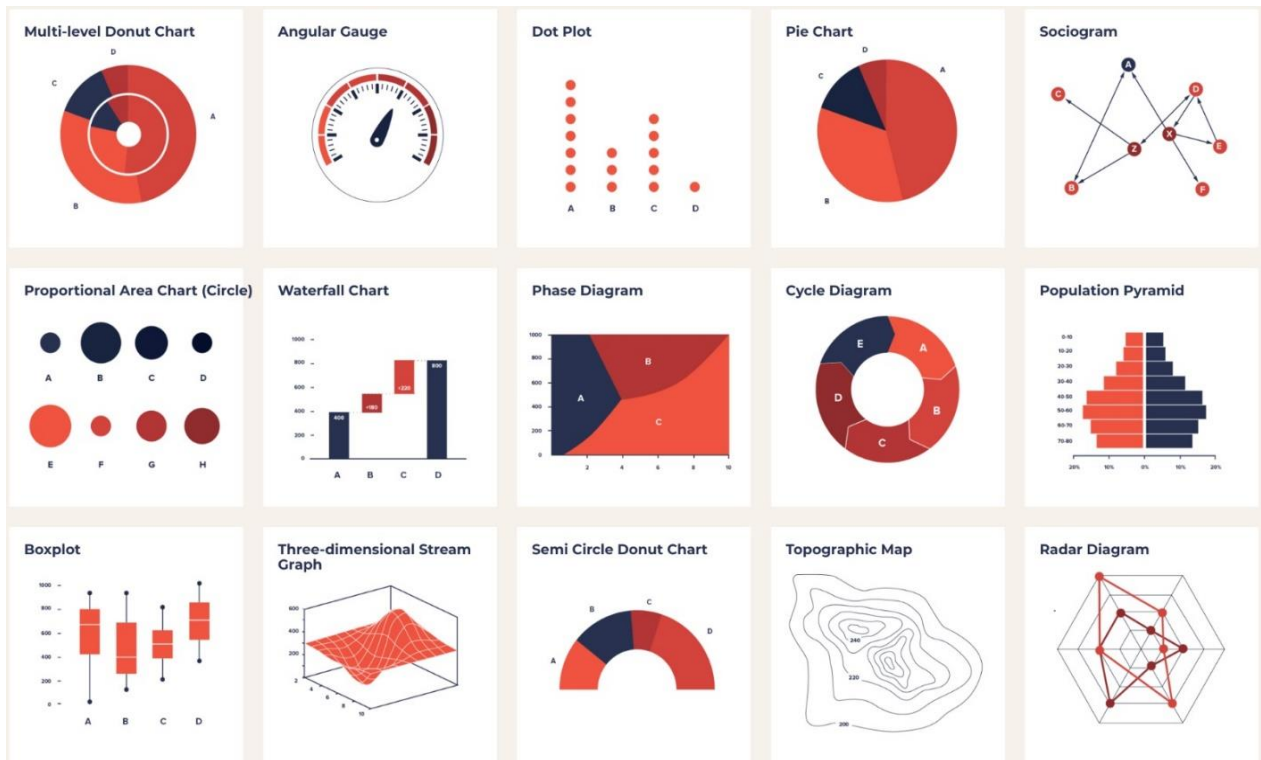 Multi-level Donut Chart
D
C
A
B
Angular Gauge
Dot Plot
A B C D
Pie Chart
D
A
C
B
Sociogram
A
C
D
X
Z
E
B
F
Proportional Area Chart (Circle)
A B C D
E F G H
Waterfall Chart
1000
800
600
400
200
0
400
+180
+220
800
A B C D
Phase Diagram
1000
800
600
400
200
0
A
B
C
2 4 6 8 10
Cycle Diagram
E
A
D
B
C
Population Pyramid
0-10
10-20
20-30
30-40
40-50
50-60
60-70
70-80
20% 10% 0% 10% 20%
Boxplot
1000
800
600
400
200
0
A B C D
Three-dimensional Stream
Graph
600
400
200
2
4
6
8
10
Semi Circle Donut Chart
C
B
D
A
Topographic Map
240
220
200
Radar Diagram